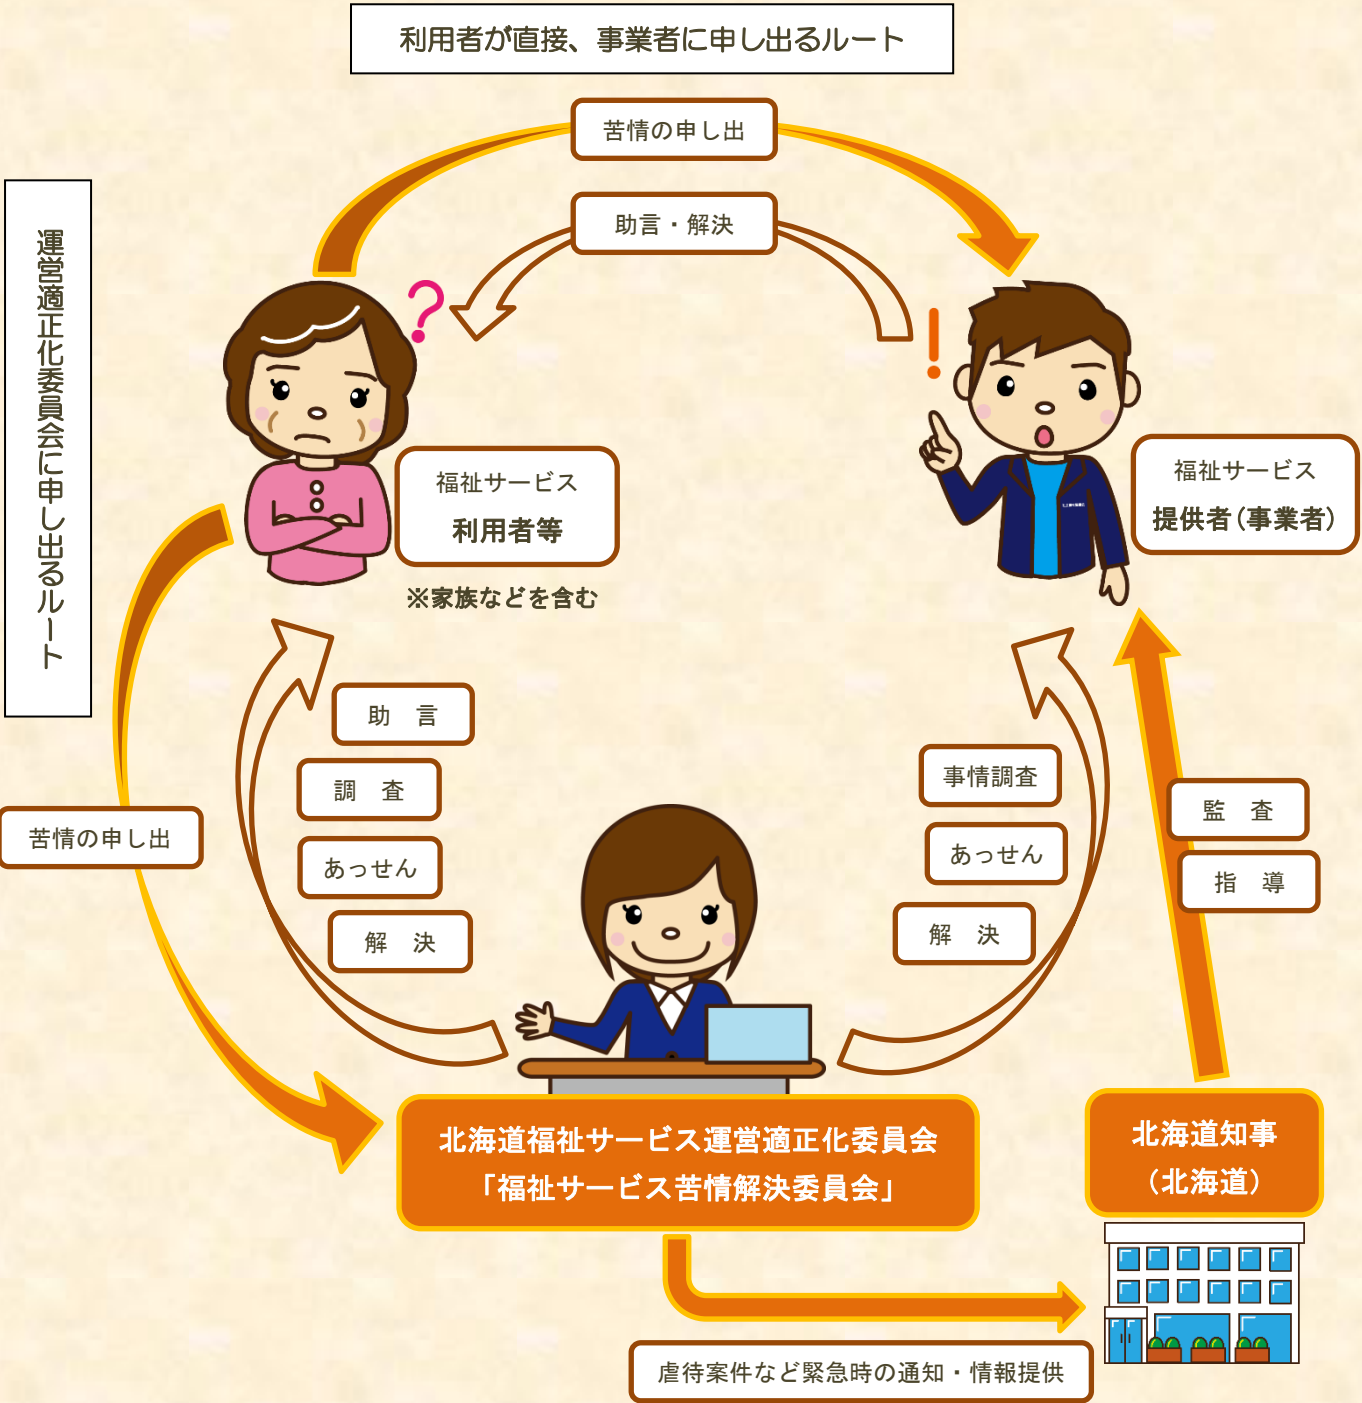 利用者が直接、事業者に申し出るルート
苦情の申し出
助言・解決
運営適正化委員会に申し出るルート
福祉サービス
利用者等
※家族などを含む
福祉サービス
提供者(事業者)
助　言
調　査
あっせん
解　決
苦情の申し出
事情調査
あっせん
解　決
監　査
指　導
北海道福祉サービス運営適正化委員会
「福祉サービス苦情解決委員会」
北海道知事
(北海道)
虐待案件など緊急時の通知・情報提供